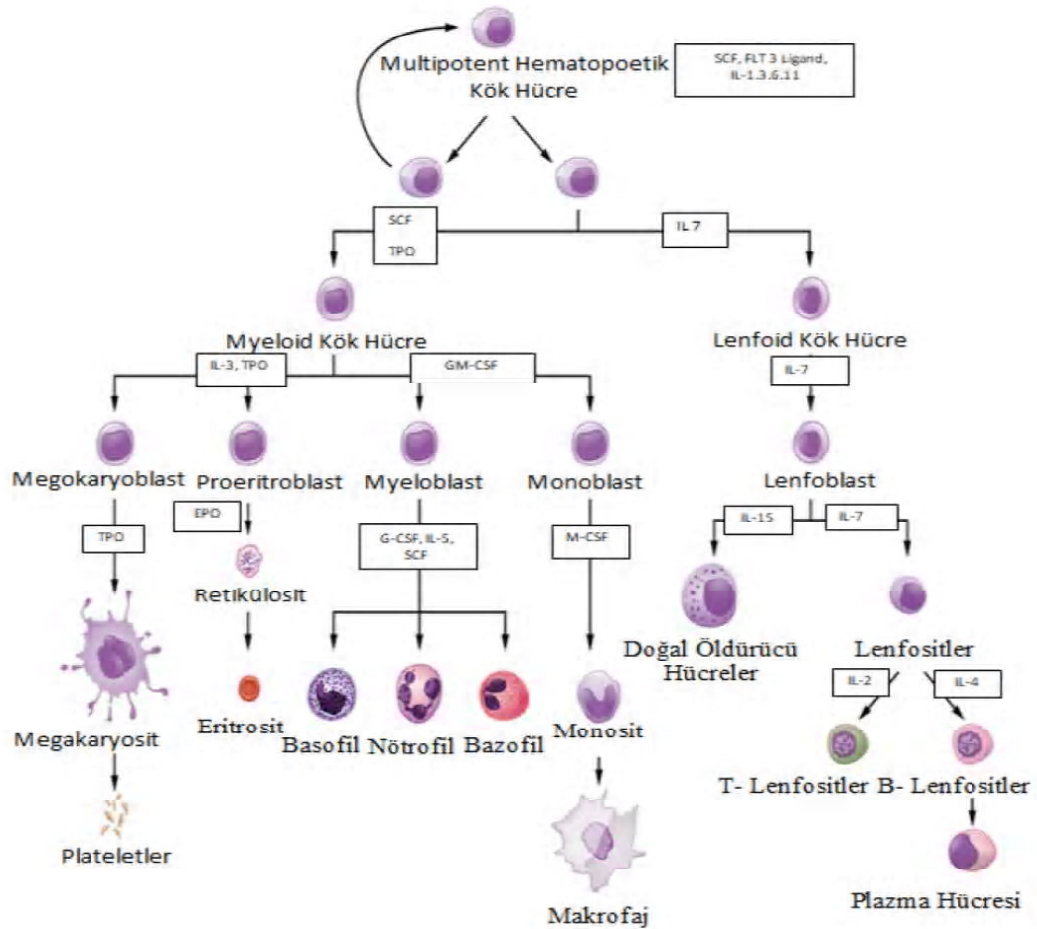 Multipotent Hematopoetik
Kök Hücre
SCF, FLT 3 Ligand,
IL-1.3.6.11
SCF
TPO
IL 7
Myeloid Kök Hücre
Lenfoid Kök Hücre
IL-3, TPO
GM-CSF
IL-7
Megokaryoblast
Proeritroblast
Myeloblast
Monoblast
Lenfoblast
TPO
EPO
G-CSF, IL-5,
SCF
M-CSF
IL-15
IL-7
Retikülosit
Doğal Öldürücü
Hücreler
Lenfositler
IL-2
IL-4
Megakaryosit
Eritrosit
Basofil
Nötrofil
Bazofil
Monosit
T- Lenfositler
B- Lenfositler
Plateletler
Makrofaj
Plazma Hücresi